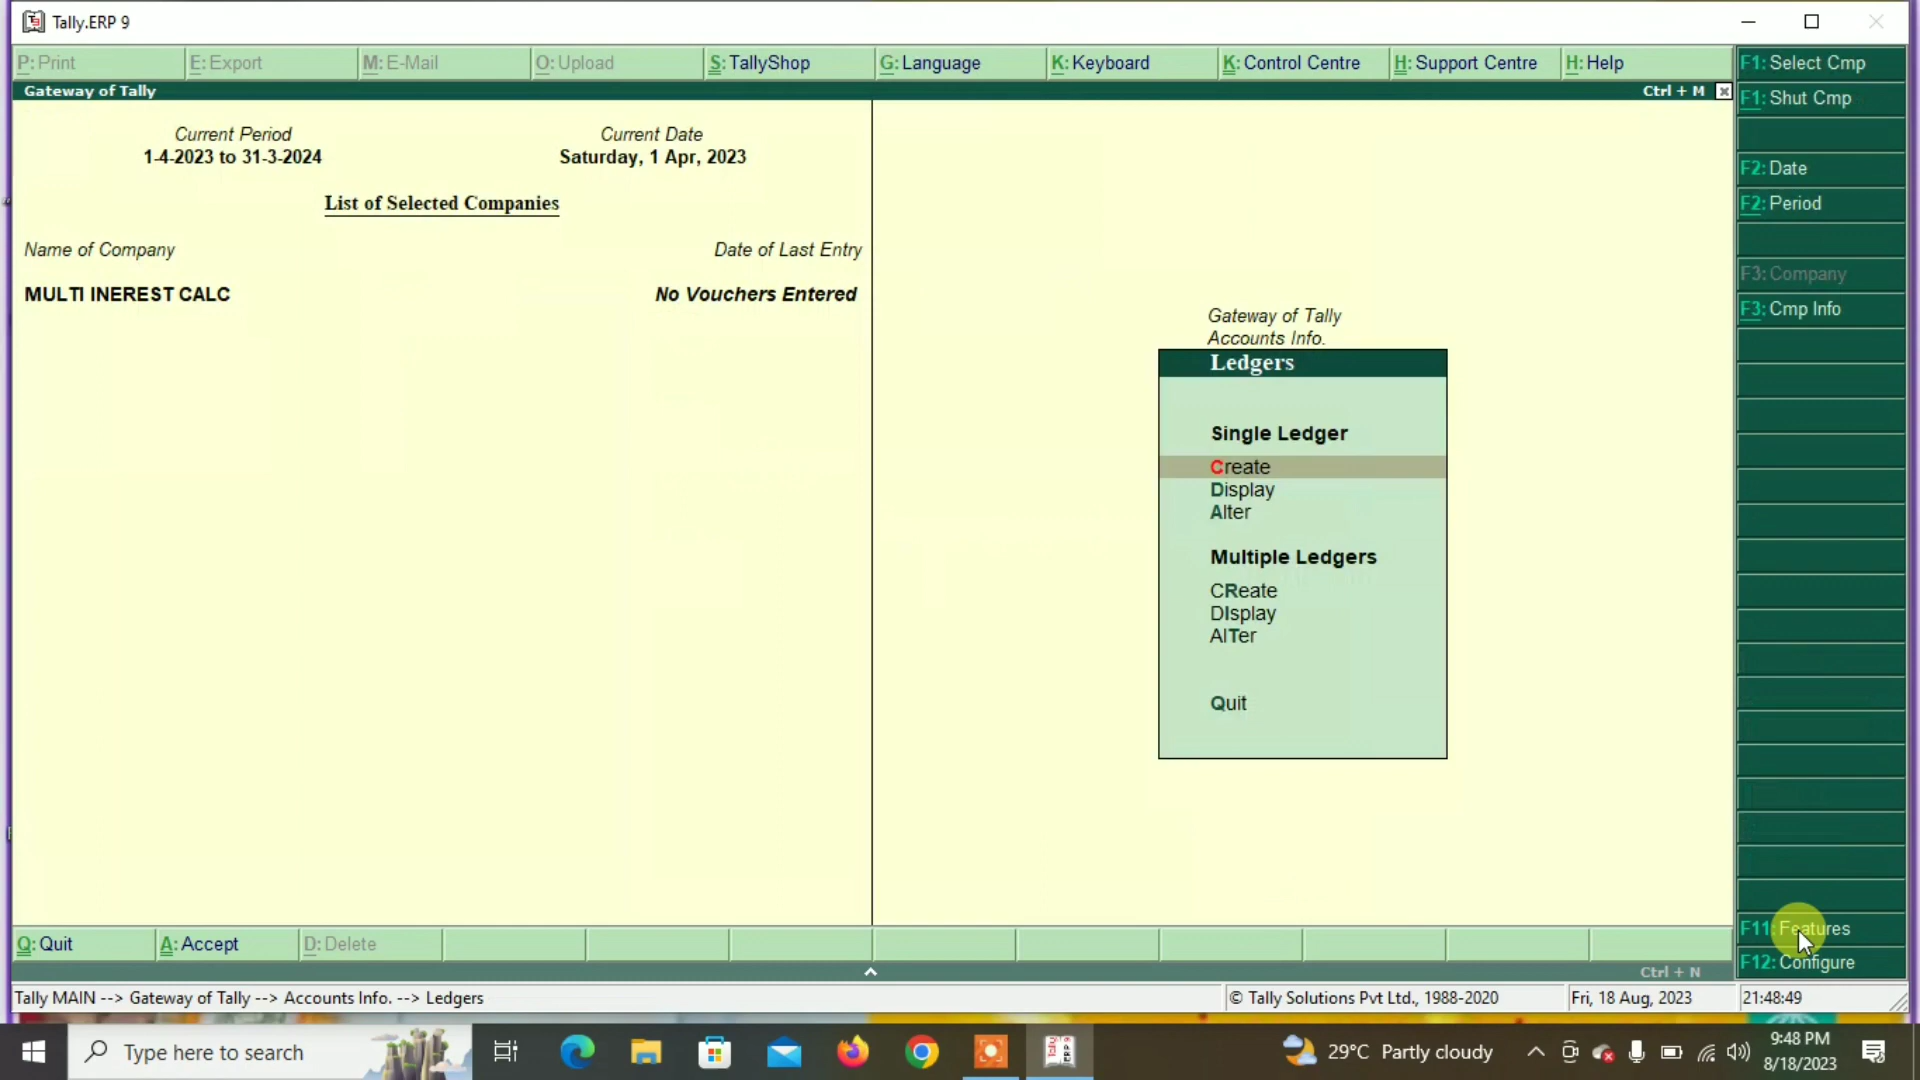 Tally.ERP 9
P: Print
E: Export
M: E-Mail
O: Upload
S: TallyShop
G: Language
K: Keyboard
K: Control Centre
H: Support Centre
H: Help
Gateway of Tally
Ctrl + M
Current Period
1-4-2023 to 31-3-2024
Current Date
Saturday, 1 Apr, 2023
List of Selected Companies
Name of Company
Date of Last Entry
MULTI INEREST CALC
No Vouchers Entered
Gateway of Tally
Accounts Info.
Ledgers
Single Ledger
Create
Display
Alter
Multiple Ledgers
CReate
DIsplay
AlTer
Quit
F1: Select Cmp
F1: Shut Cmp
F2: Date
F2: Period
F3: Company
F3: Cmp Info
F11: Features
F12: Configure
Q: Quit
A: Accept
D: Delete
Ctrl + N
Tally MAIN --> Gateway of Tally --> Accounts Info. --> Ledgers
© Tally Solutions Pvt Ltd., 1988-2020
Fri, 18 Aug, 2023
21:48:49
Type here to search
29°C Partly cloudy
9:48 PM
8/18/2023